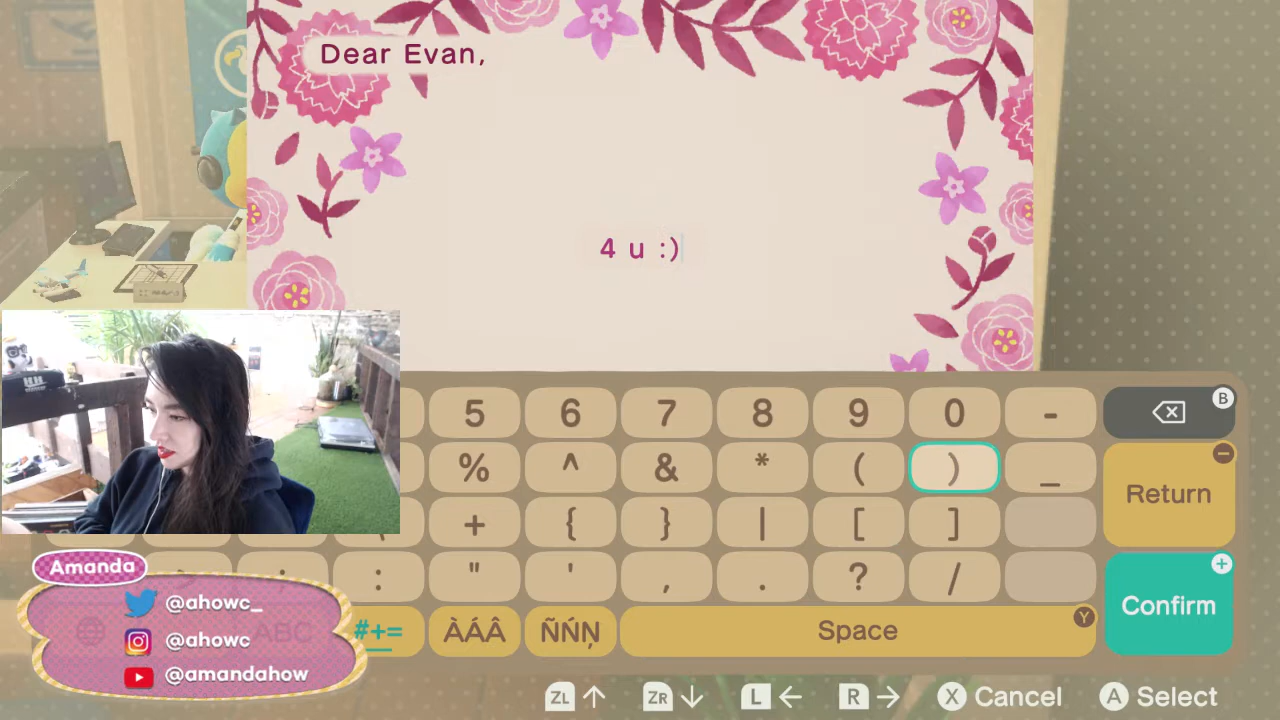 Dear Evan,
4 u :)
5 6 7 8 9 0 - B
% ^ & * ( ) _ −
+ { } | [ ] Return
: " ' , . ? / +
Confirm
#+= ÀÁÂ ÑŃŅ Space Y
Amanda
@ahowc_
@ahowc
@amandahow
ZL ↑ ZR ↓ L ← R → X Cancel A Select